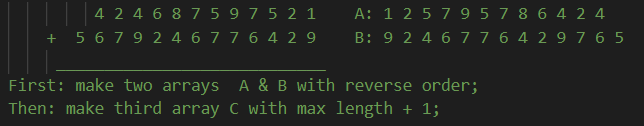 4 2 4 6 8 7 5 9 7 5 2 1 A: 1 2 5 7 9 5 7 8 6 4 2 4
+ 5 6 7 9 2 4 6 7 7 6 4 2 9 B: 9 2 4 6 7 7 6 4 2 9 7 6 5
___________________________
First: make two arrays A & B with reverse order;
Then: make third array C with max length + 1;